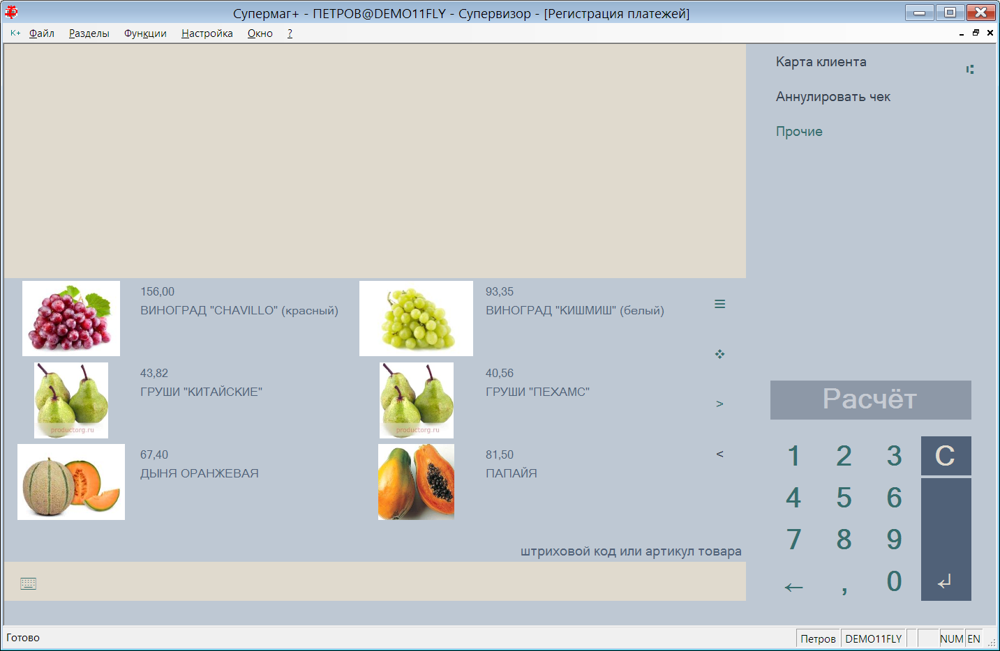 Супермаг+ - ПЕТРОВ@DEMO11FLY - Супервизор - [Регистрация платежей]
K+ Файл Разделы Функции Настройка Окно ?
Карта клиента
Аннулировать чек
Прочие
156,00
ВИНОГРАД "CHAVILLO" (красный)
93,35
ВИНОГРАД "КИШМИШ" (белый)
43,82
ГРУШИ "КИТАЙСКИЕ"
productorg.ru
40,56
ГРУШИ "ПЕХАМС"
productorg.ru
>
67,40
ДЫНЯ ОРАНЖЕВАЯ
81,50
ПАПАЙЯ
<
штриховой код или артикул товара
Расчёт
1 2 3 C
4 5 6
7 8 9
← , 0 ↵
Готово
Петров DEMO11FLY NUM EN